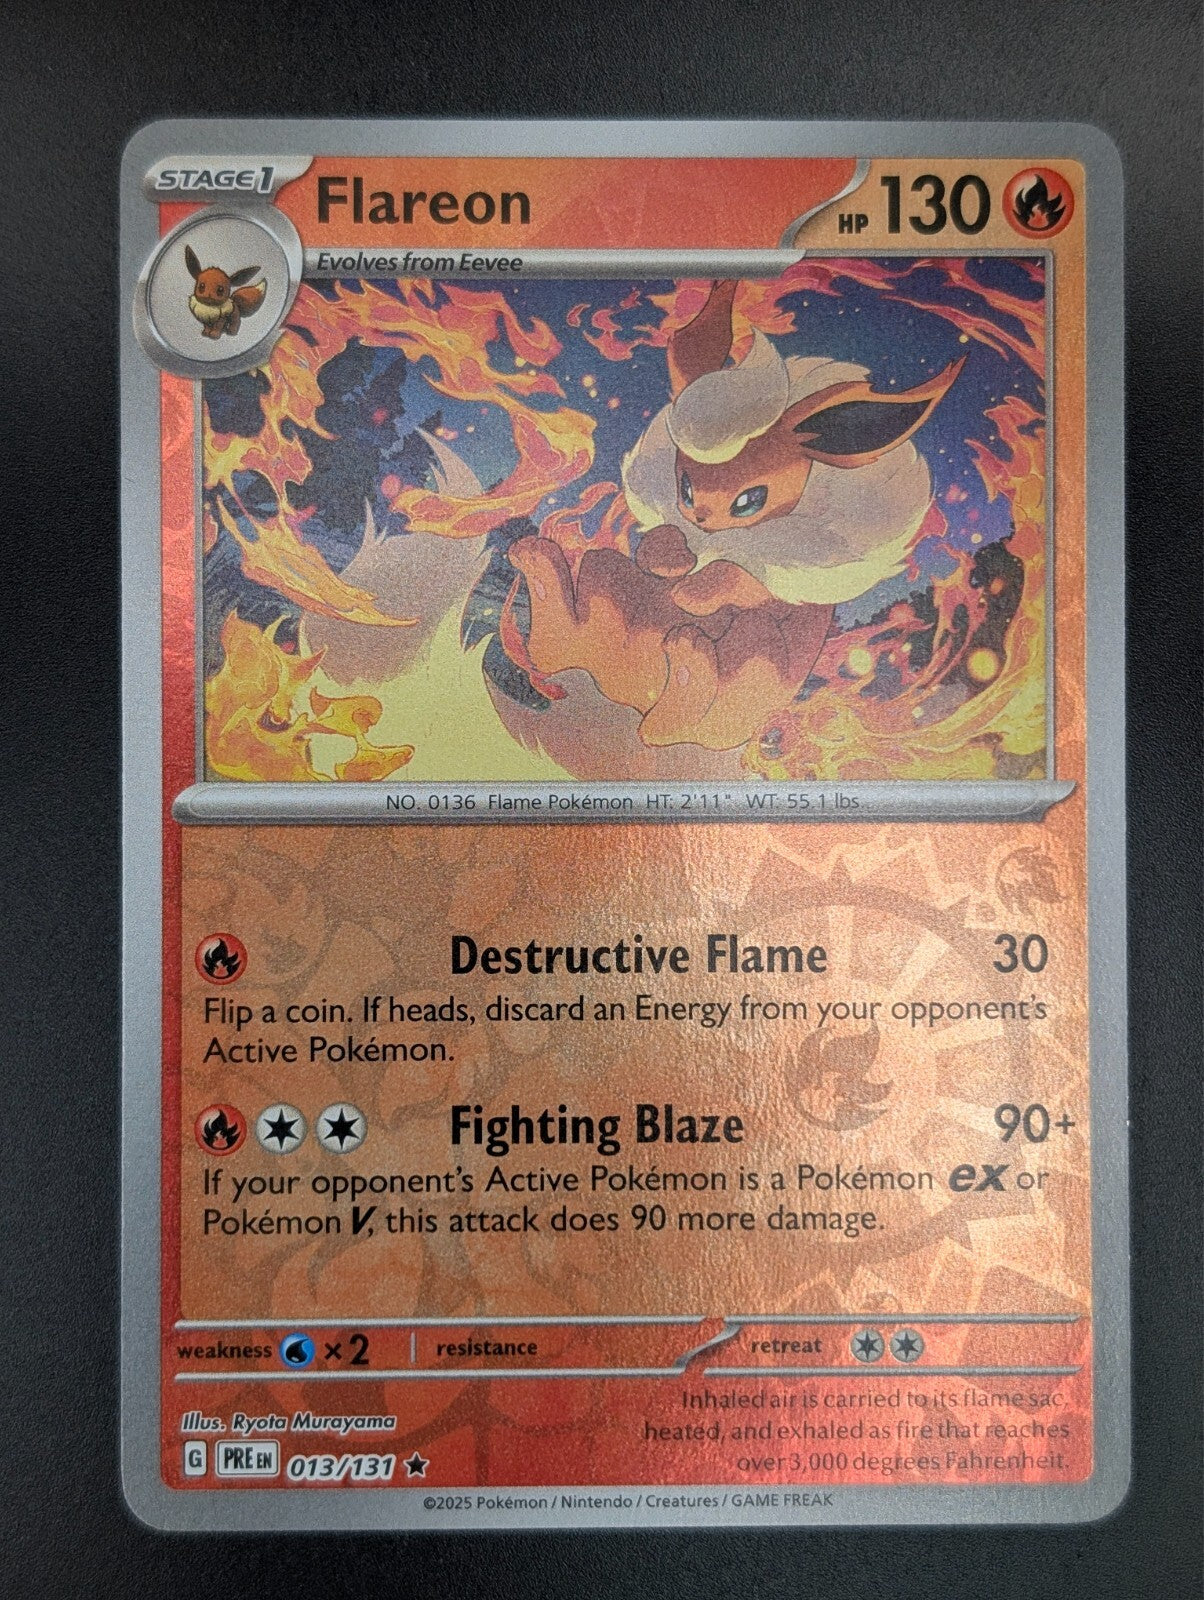 STAGE1
Flareon
HP 130
Evolves from Eevee
NO. 0136 Flame Pokémon HT: 2'11" WT: 55.1 lbs.
Destructive Flame 30
Flip a coin. If heads, discard an Energy from your opponent's
Active Pokémon.
Fighting Blaze 90+
If your opponent's Active Pokémon is a Pokémon ex or
Pokémon V, this attack does 90 more damage.
weakness ×2 resistance retreat
Inhaled air is carried to its flame sac,
heated, and exhaled as fire that reaches
over 3,000 degrees Fahrenheit.
Illus. Ryota Murayama
G PRE EN 013/131 ★
©2025 Pokémon / Nintendo / Creatures / GAME FREAK